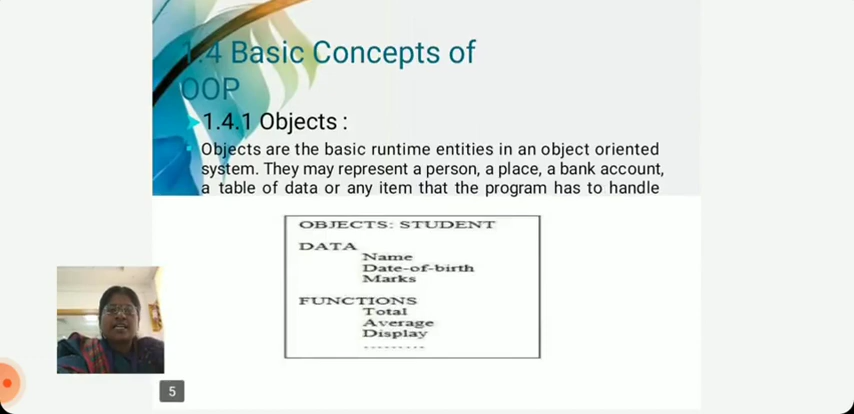 1.4 Basic Concepts of
OOP
1.4.1 Objects :
Objects are the basic runtime entities in an object oriented
system. They may represent a person, a place, a bank account,
a table of data or any item that the program has to handle
OBJECTS: STUDENT
DATA
Name
Date-of-birth
Marks
FUNCTIONS
Total
Average
Display
.........
5